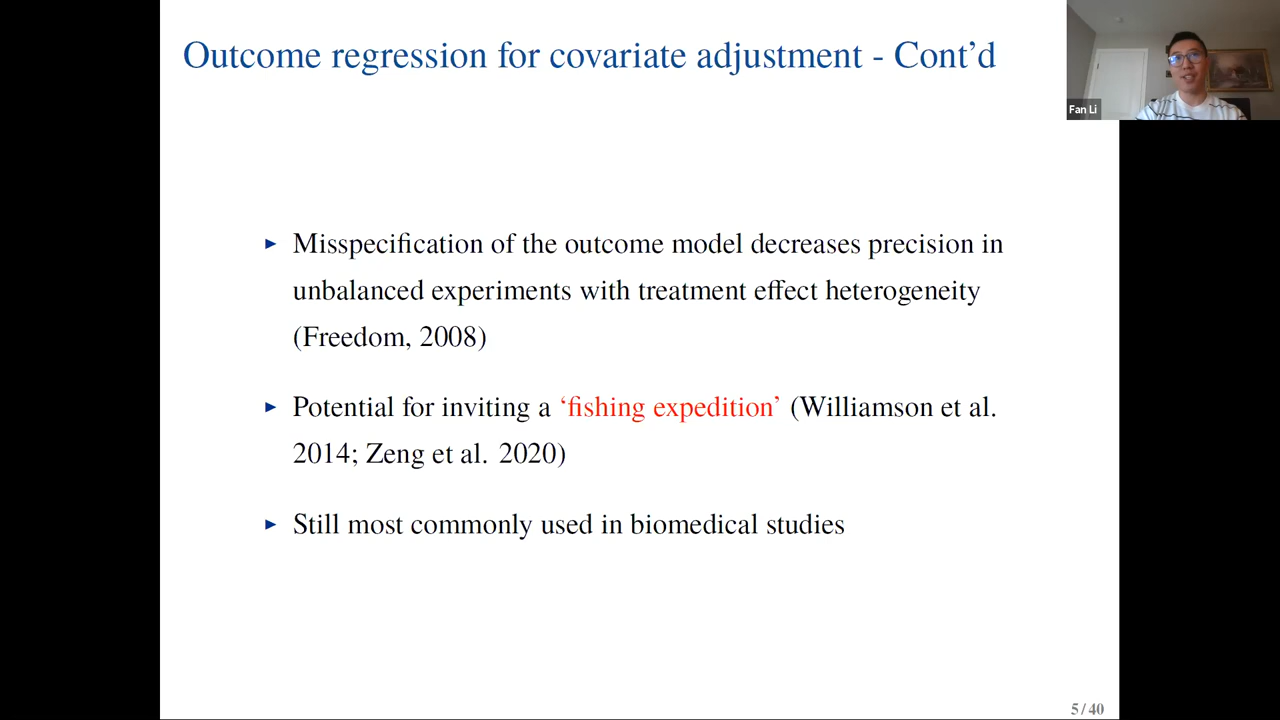 Outcome regression for covariate adjustment - Cont'd
Fan Li
▶ Misspecification of the outcome model decreases precision in
unbalanced experiments with treatment effect heterogeneity
(Freedom, 2008)
▶ Potential for inviting a ‘fishing expedition’ (Williamson et al.
2014; Zeng et al. 2020)
▶ Still most commonly used in biomedical studies
5 / 40